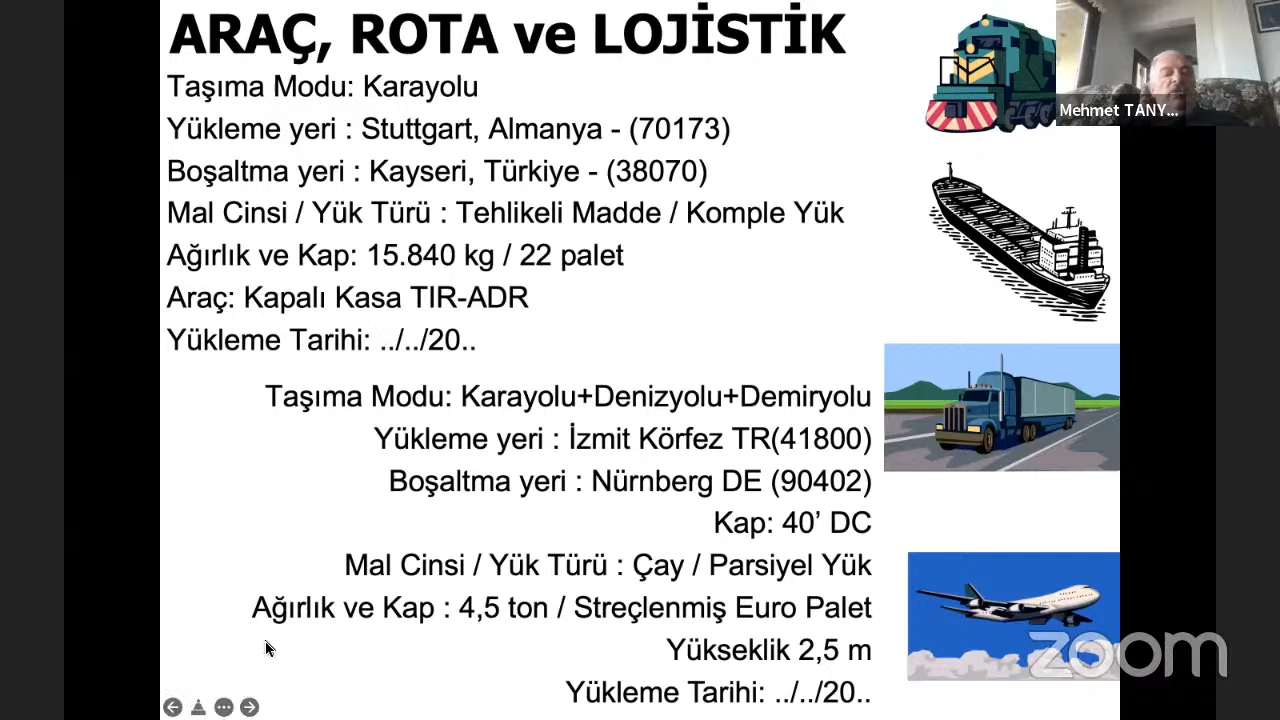 ARAÇ, ROTA ve LOJİSTİK
Taşıma Modu: Karayolu
Yükleme yeri : Stuttgart, Almanya - (70173)
Boşaltma yeri : Kayseri, Türkiye - (38070)
Mal Cinsi / Yük Türü : Tehlikeli Madde / Komple Yük
Ağırlık ve Kap: 15.840 kg / 22 palet
Araç: Kapalı Kasa TIR-ADR
Yükleme Tarihi: ../../20..
Taşıma Modu: Karayolu+Denizyolu+Demiryolu
Yükleme yeri : İzmit Körfez TR(41800)
Boşaltma yeri : Nürnberg DE (90402)
Kap: 40’ DC
Mal Cinsi / Yük Türü : Çay / Parsiyel Yük
Ağırlık ve Kap : 4,5 ton / Streçlenmiş Euro Palet
Yükseklik 2,5 m
Yükleme Tarihi: ../../20..
Mehmet TANY...
zoom